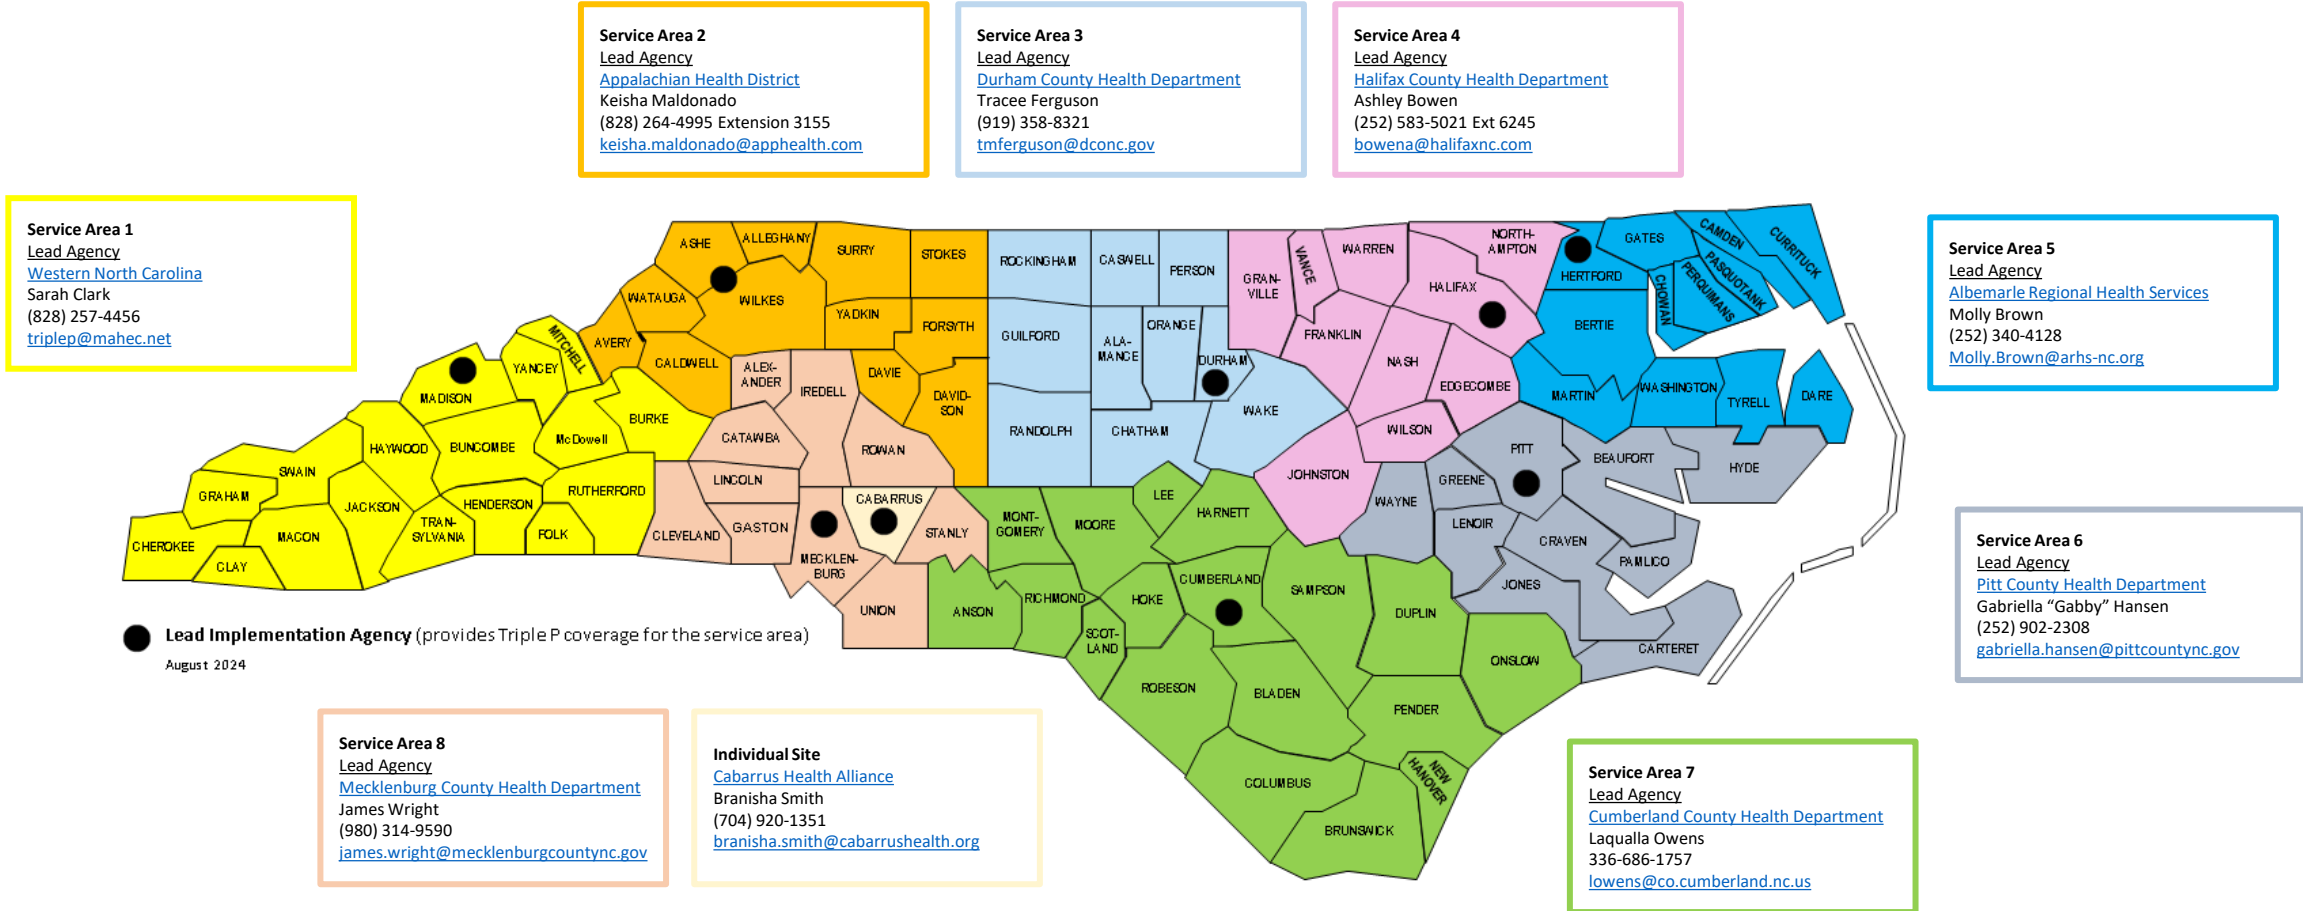 Service Area 2
Lead Agency
Appalachian Health District
Keisha Maldonado
(828) 264-4995 Extension 3155
keisha.maldonado@apphealth.com
Service Area 3
Lead Agency
Durham County Health Department
Tracee Ferguson
(919) 358-8321
tmferguson@dconc.gov
Service Area 4
Lead Agency
Halifax County Health Department
Ashley Bowen
(252) 583-5021 Ext 6245
bowena@halifaxnc.com
Service Area 1
Lead Agency
Western North Carolina
Sarah Clark
(828) 257-4456
triplep@mahec.net
Service Area 5
Lead Agency
Albemarle Regional Health Services
Molly Brown
(252) 340-4128
Molly.Brown@arhs-nc.org
ASHE
ALLEGHANY
SURRY
STOKES
ROCKINGHAM
CASWELL
PERSON
GRAN-
VILLE
VANCE
WARREN
NORTH-
AMPTON
HERTFORD
GATES
CAMDEN
CURRITUCK
PASQUOTANK
PERQUIMANS
CHOWAN
WATAUGA
WILKES
YADKIN
FORSYTH
GUILFORD
ALA-
MANCE
ORANGE
DURHAM
FRANKLIN
HALIFAX
NASH
BERTIE
MITCHELL
AVERY
CALDWELL
ALEX-
ANDER
IREDELL
DAVIE
DAVID-
SON
RANDOLPH
CHATHAM
WAKE
EDGECOMBE
MARTIN
WASHINGTON
TYRELL
DARE
MADISON
YANCEY
BURKE
McDowell
HAYWOOD
BUNCOMBE
CATAWBA
ROWAN
WILSON
PITT
BEAUFORT
HYDE
SWAIN
GRAHAM
JACKSON
HENDERSON
RUTHERFORD
LINCOLN
CABARRUS
JOHNSTON
WAYNE
GREENE
LENOIR
CRAVEN
PAMLICO
CHEROKEE
CLAY
MACON
TRAN-
SYLVANIA
FOLK
CLEVELAND
GASTON
MECKLEN-
BURG
STANLY
UNION
MONT-
GOMERY
MOORE
LEE
HARNETT
ANSON
RICHMOND
SCOT-
LAND
HOKE
CUMBERLAND
SAMPSON
DUPLIN
JONES
CARTERET
ONSLOW
ROBESON
BLADEN
PENDER
COLUMBUS
BRUNSWICK
NEW
HANOVER
Lead Implementation Agency (provides Triple P coverage for the service area)
August 2024
Service Area 6
Lead Agency
Pitt County Health Department
Gabriella “Gabby” Hansen
(252) 902-2308
gabriella.hansen@pittcountync.gov
Service Area 8
Lead Agency
Mecklenburg County Health Department
James Wright
(980) 314-9590
james.wright@mecklenburgcountync.gov
Individual Site
Cabarrus Health Alliance
Branisha Smith
(704) 920-1351
branisha.smith@cabarrushealth.org
Service Area 7
Lead Agency
Cumberland County Health Department
Laqualla Owens
336-686-1757
lowens@co.cumberland.nc.us